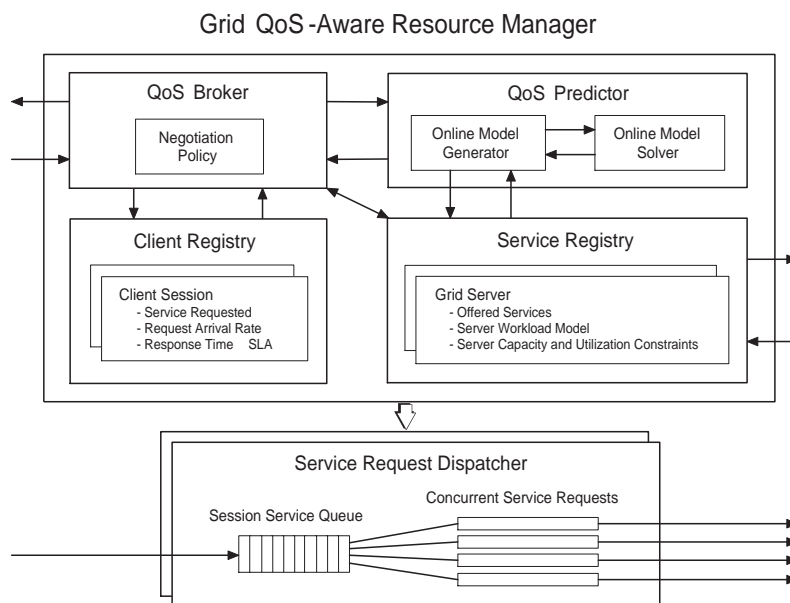 Grid QoS-Aware Resource Manager
QoS Broker
Negotiation
Policy
QoS Predictor
Online Model
Generator
Online Model
Solver
Client Registry
Client Session
- Service Requested
- Request Arrival Rate
- Response Time SLA
Service Registry
Grid Server
- Offered Services
- Server Workload Model
- Server Capacity and Utilization Constraints
Service Request Dispatcher
Session Service Queue
Concurrent Service Requests